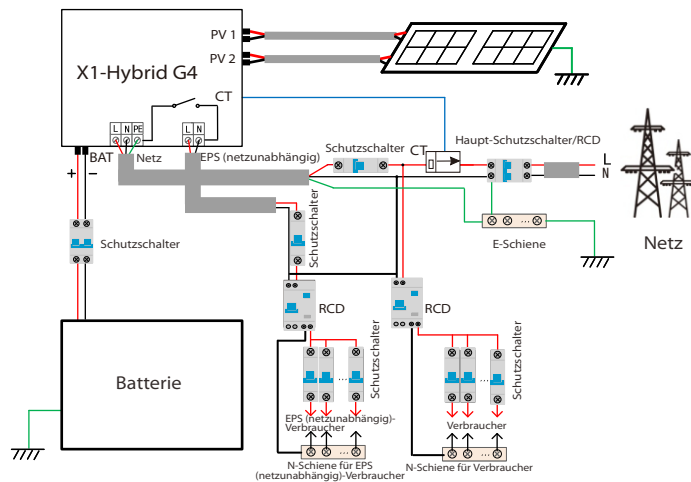 PV 1
PV 2
X1-Hybrid G4
CT
L N PE
L N
BAT
Netz
EPS (netzunabhängig)
+ −
Schutzschalter
CT
Haupt-Schutzschalter/RCD
L
N
Netz
E-Schiene
Schutzschalter
Schutzschalter
RCD
RCD
Schutzschalter
Schutzschalter
Batterie
EPS (netzunabhängig)-
Verbraucher
Verbraucher
N-Schiene für EPS
(netzunabhängig)-Verbraucher
N-Schiene für Verbraucher